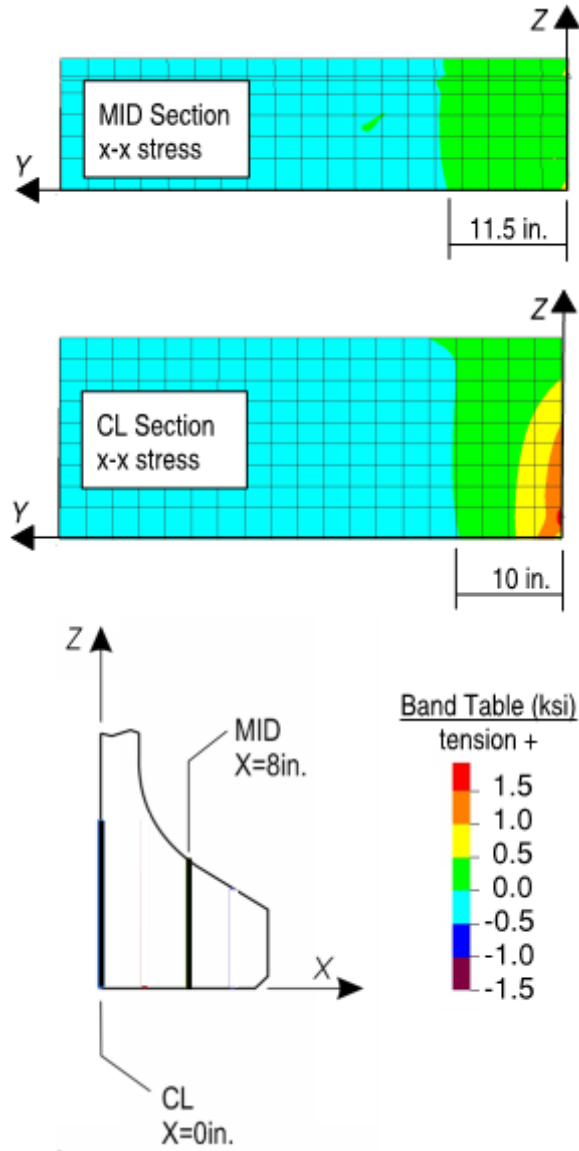 Z
MID Section
x-x stress
Y
11.5 in.
Z
CL Section
x-x stress
Y
10 in.
Z
MID
X=8in.
X
CL
X=0in.
Band Table (ksi)
tension +
1.5
1.0
0.5
0.0
-0.5
-1.0
-1.5